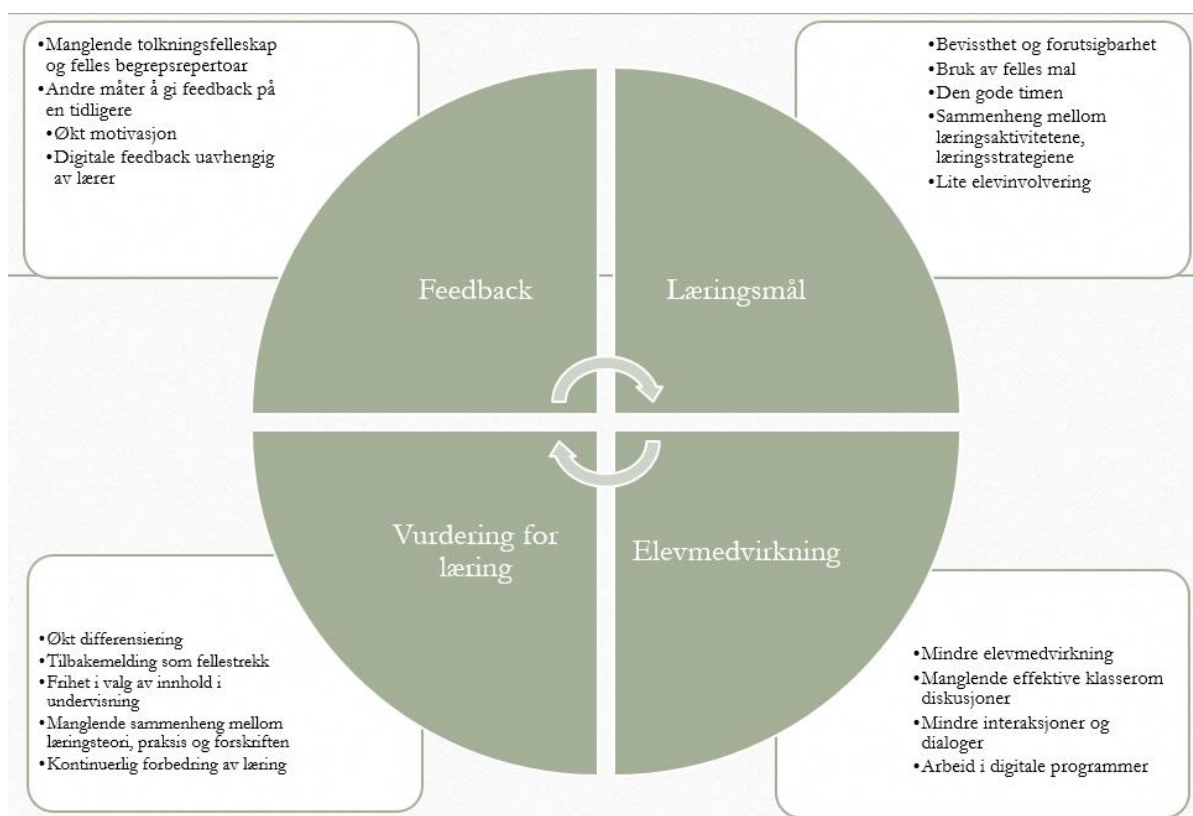 •Manglende tolkningsfelleskap
og felles begrepsrepertoar
•Andre måter å gi feedback på
en tidligere
•Økt motivasjon
•Digitale feedback uavhengig
av lærer
•Bevissthet og forutsigbarhet
•Bruk av felles mal
•Den gode timen
•Sammenheng mellom
læringsaktivitetene,
læringsstrategiene
•Lite elevinvolvering
Feedback
Læringsmål
Vurdering for
læring
Elevmedvirkning
•Økt differensiering
•Tilbakemelding som fellestrekk
•Frihet i valg av innhold i
undervisning
•Manglende sammenheng mellom
læringsteori, praksis og forskriften
•Kontinuerlig forbedring av læring
•Mindre elevmedvirkning
•Manglende effektive klasserom
diskusjoner
•Mindre interaksjoner og
dialoger
•Arbeid i digitale programmer